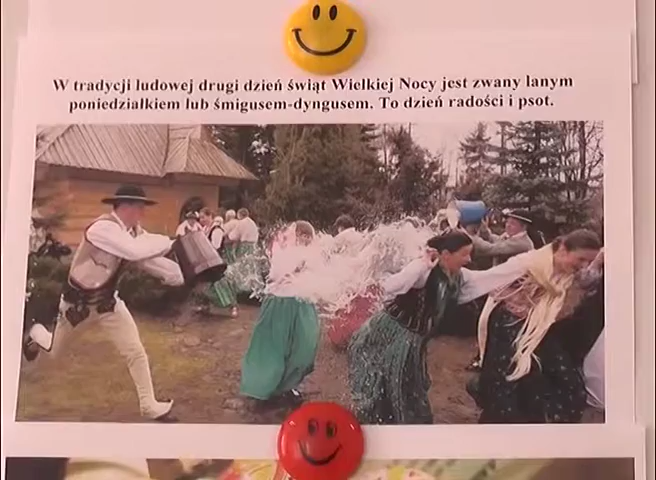 W tradycji ludowej drugi dzień świąt Wielkiej Nocy jest zwany lanym
poniedziałkiem lub śmigusem-dyngusem. To dzień radości i psot.